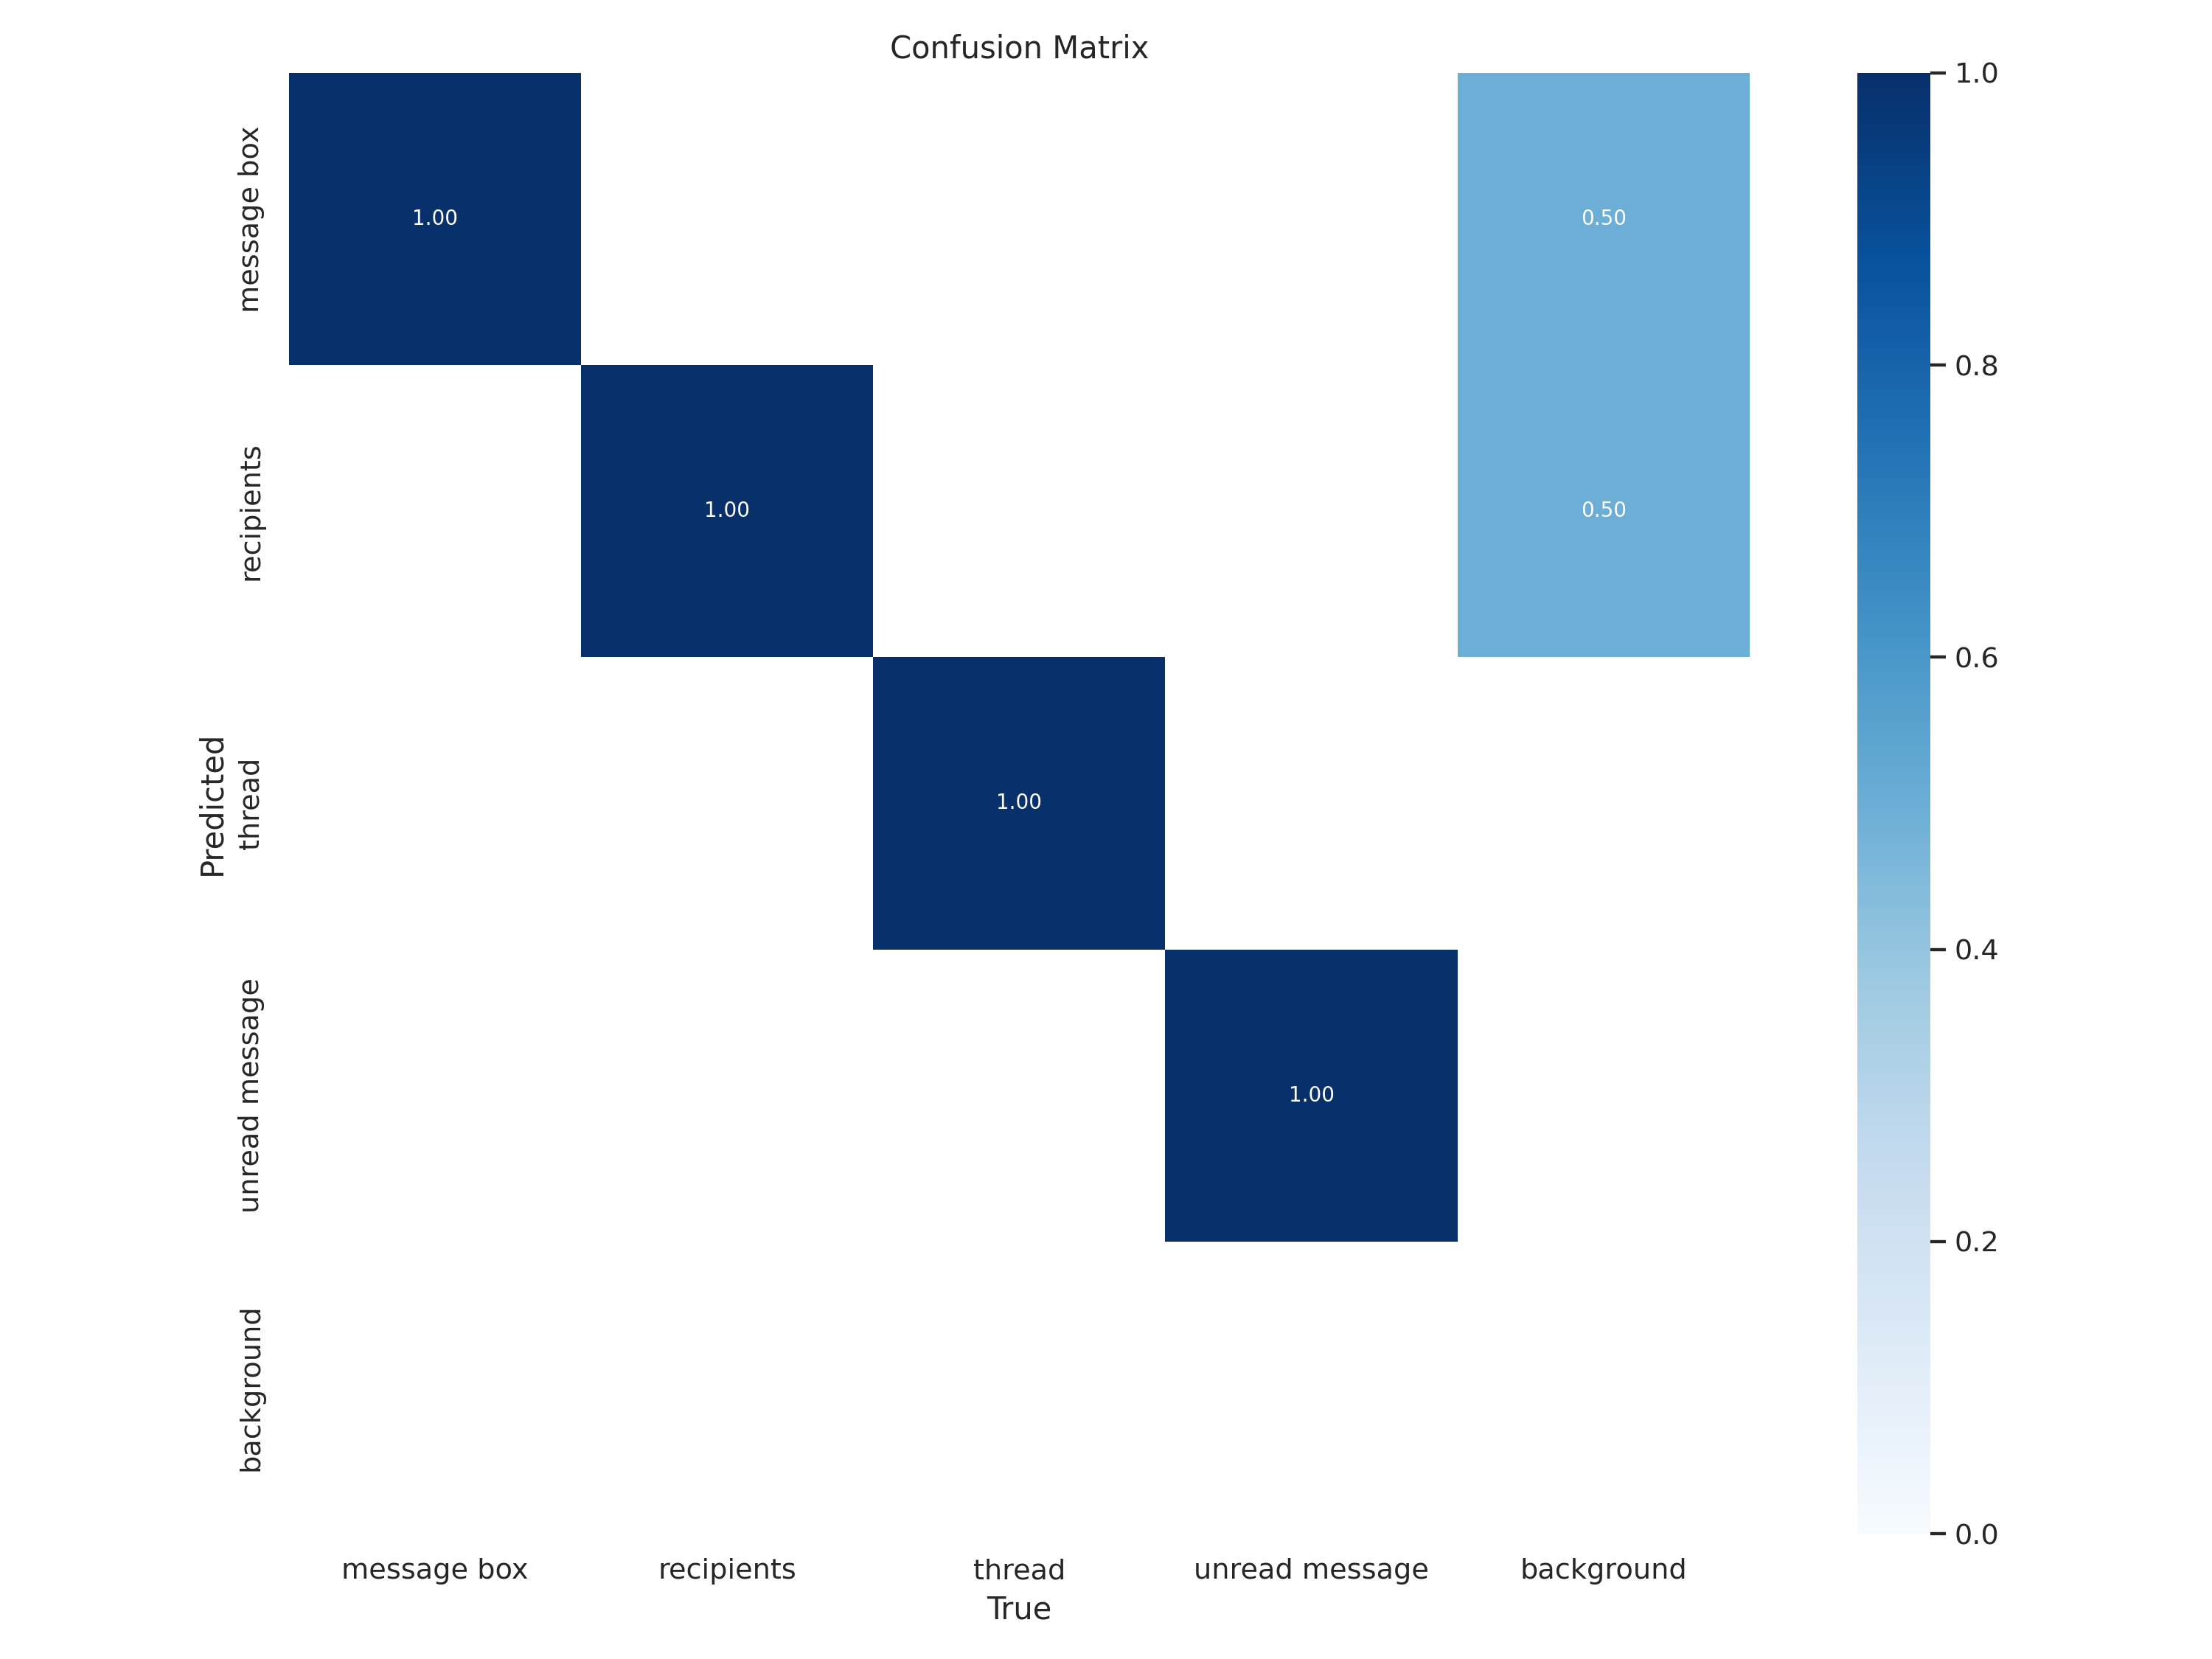 Confusion Matrix
message box
recipients
thread
unread message
background
Predicted
1.00
0.50
1.00
0.50
1.00
1.00
message box
recipients
thread
unread message
background
True
1.0
0.8
0.6
0.4
0.2
0.0